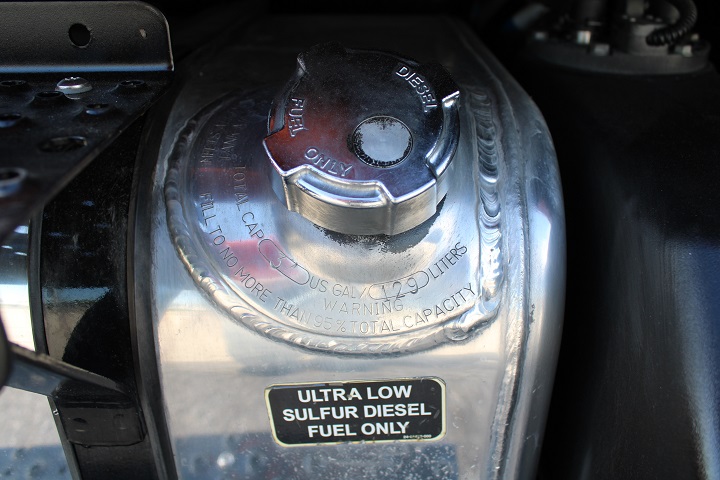 DIESEL
FUEL
ONLY
TOTAL CAP
US GAL/ 129 LITERS
WARNING
FILL TO NO MORE THAN 95% TOTAL CAPACITY
ULTRA LOW
SULFUR DIESEL
FUEL ONLY